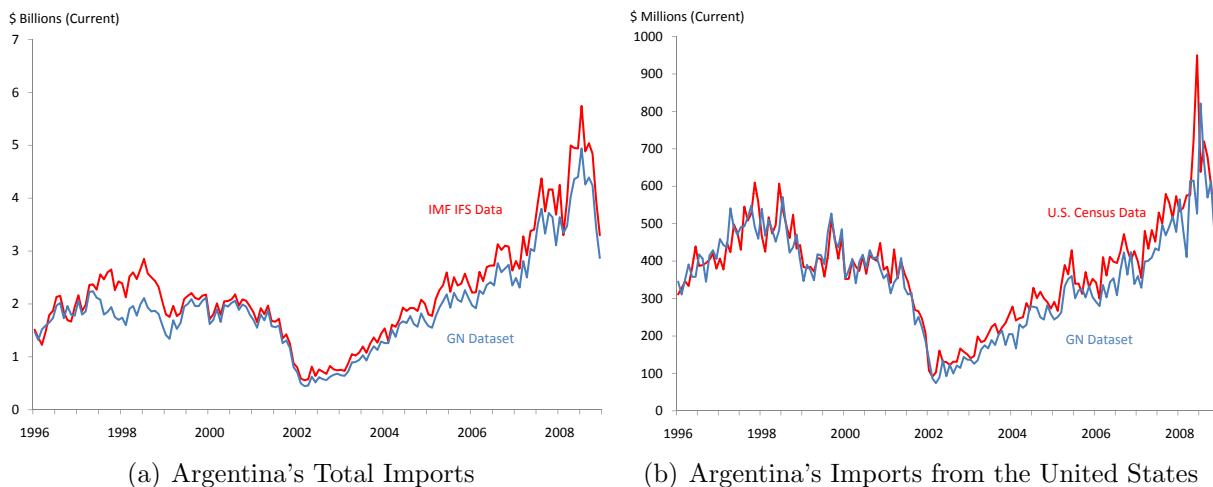 $ Billions (Current)
7
6
5
4
3
2
1
0
IMF IFS Data
GN Dataset
1996 1998 2000 2002 2004 2006 2008
(a) Argentina's Total Imports
$ Millions (Current)
1000
900
800
700
600
500
400
300
200
100
0
U.S. Census Data
GN Dataset
1996 1998 2000 2002 2004 2006 2008
(b) Argentina's Imports from the United States